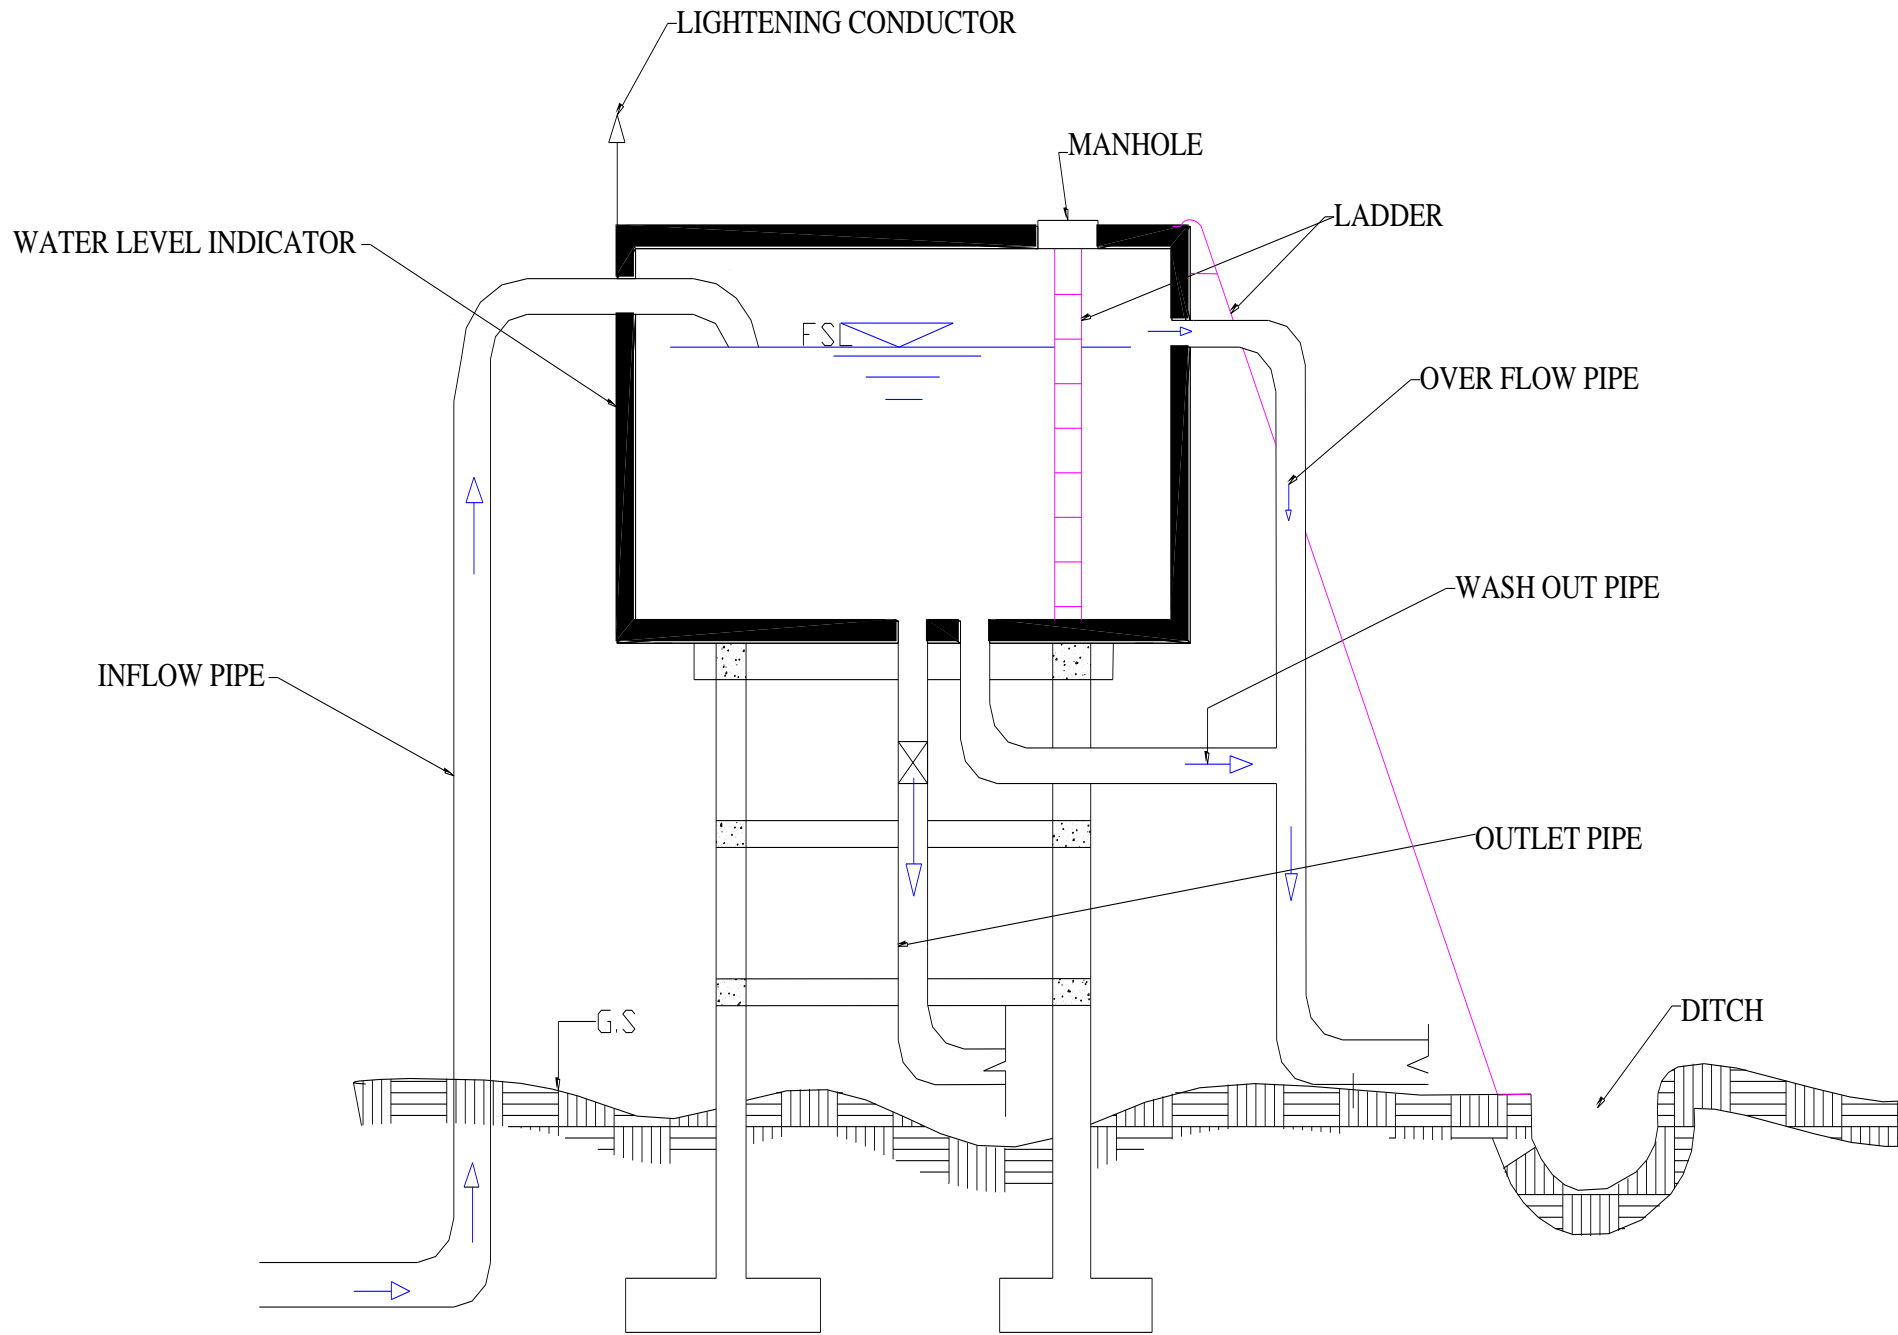 LIGHTENING CONDUCTOR
MANHOLE
LADDER
WATER LEVEL INDICATOR
FSL
OVER FLOW PIPE
WASH OUT PIPE
INFLOW PIPE
OUTLET PIPE
G.S
DITCH